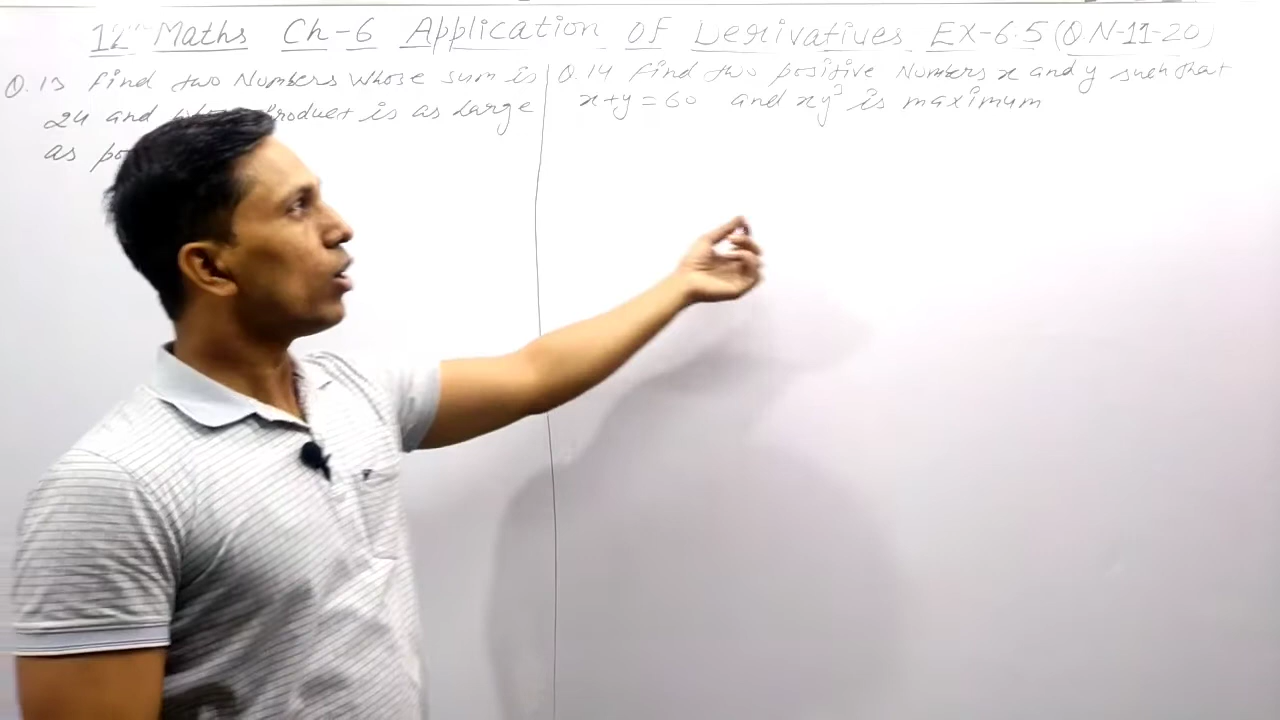 12th Maths Ch-6 Application of Derivatives EX-6.5 (Q.N-11-20)
Q.13 Find two Numbers whose sum is
24 and product is as large
as
Q.14 Find two positive Numbers x and y such that
x+y=60 and xy³ is maximum